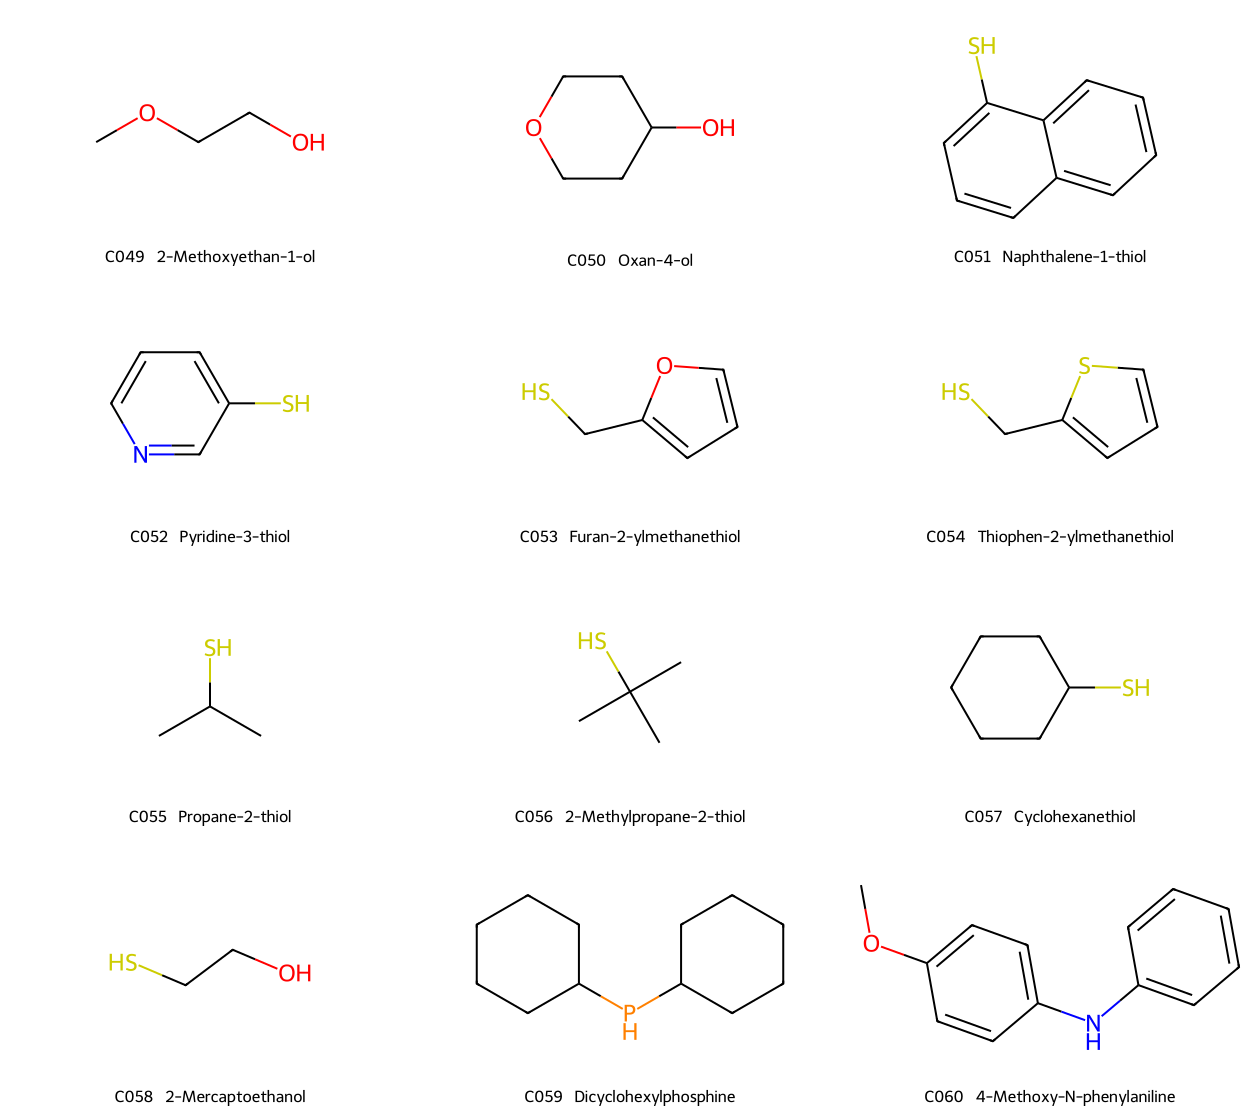 O
OH
C049 2-Methoxyethan-1-ol
O
OH
C050 Oxan-4-ol
SH
C051 Naphthalene-1-thiol
N
SH
C052 Pyridine-3-thiol
HS
O
C053 Furan-2-ylmethanethiol
HS
S
C054 Thiophen-2-ylmethanethiol
SH
C055 Propane-2-thiol
HS
C056 2-Methylpropane-2-thiol
SH
C057 Cyclohexanethiol
HS
OH
C058 2-Mercaptoethanol
P
H
C059 Dicyclohexylphosphine
O
N
H
C060 4-Methoxy-N-phenylaniline